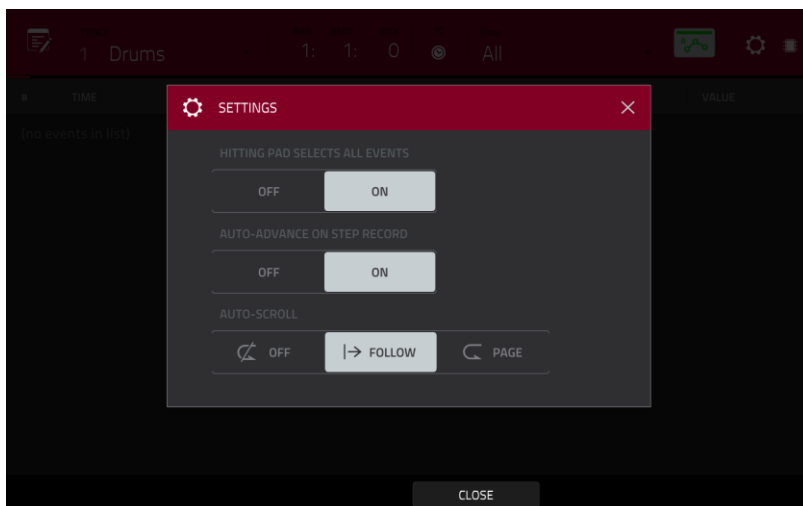 1 Drums 1: 1: 0 All
# TIME VALUE
(no events in list)
SETTINGS
HITTING PAD SELECTS ALL EVENTS
OFF ON
AUTO-ADVANCE ON STEP RECORD
OFF ON
AUTO-SCROLL
OFF FOLLOW PAGE
CLOSE